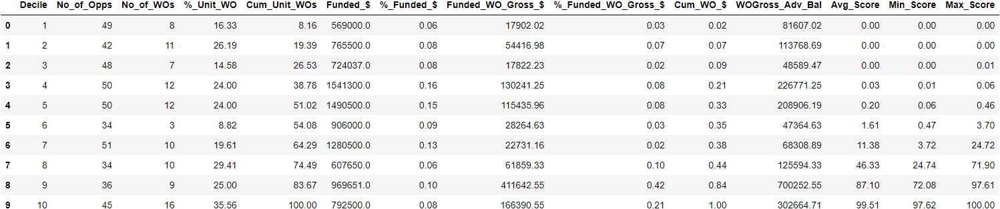 Decile No_of_Opps No_of_WOs %_Unit_WO Cum_Unit_WOs Funded_$ %_Funded_$ Funded_WO_Gross_$ %_Funded_WO_Gross_$ Cum_WO_$ WOGross_Adv_Bal Avg_Score Min_Score Max_Score
0 1 49 8 16.33 8.16 569000.0 0.06 17902.02 0.03 0.02 81607.02 0.00 0.00 0.00
1 2 42 11 26.19 19.39 765500.0 0.08 54416.98 0.07 0.07 113768.69 0.00 0.00 0.00
2 3 48 7 14.58 26.53 724037.0 0.08 17822.23 0.02 0.09 48589.47 0.00 0.00 0.01
3 4 50 12 24.00 38.78 1541300.0 0.16 130241.25 0.08 0.21 226771.25 0.03 0.01 0.06
4 5 50 12 24.00 51.02 1490500.0 0.15 115435.96 0.08 0.33 208906.19 0.20 0.06 0.46
5 6 34 3 8.82 54.08 906000.0 0.09 28264.63 0.03 0.35 47364.63 1.61 0.47 3.70
6 7 51 10 19.61 64.29 1280500.0 0.13 22731.16 0.02 0.38 68308.89 11.38 3.72 24.72
7 8 34 10 29.41 74.49 607650.0 0.06 61859.33 0.10 0.44 125594.33 46.33 24.74 71.90
8 9 36 9 25.00 83.67 969651.0 0.10 411642.55 0.42 0.84 700252.55 87.10 72.08 97.61
9 10 45 16 35.56 100.00 792500.0 0.08 166390.55 0.21 1.00 302664.71 99.51 97.62 100.00